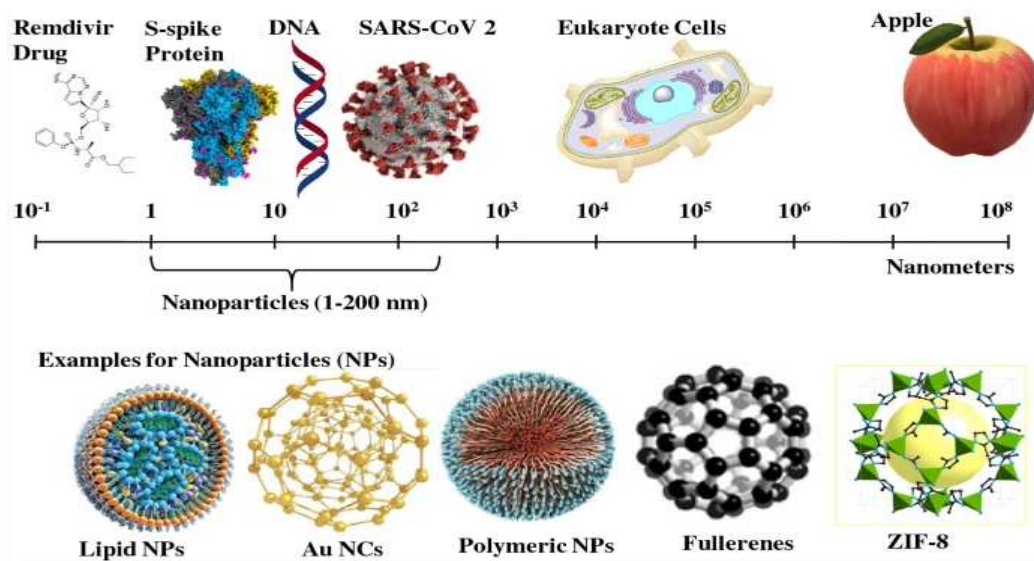 Remdivir Drug
S-spike Protein
DNA
SARS-CoV 2
Eukaryote Cells
Apple
10⁻¹ 1 10 10² 10³ 10⁴ 10⁵ 10⁶ 10⁷ 10⁸
Nanometers
Nanoparticles (1-200 nm)
Examples for Nanoparticles (NPs)
Lipid NPs
Au NCs
Polymeric NPs
Fullerenes
ZIF-8